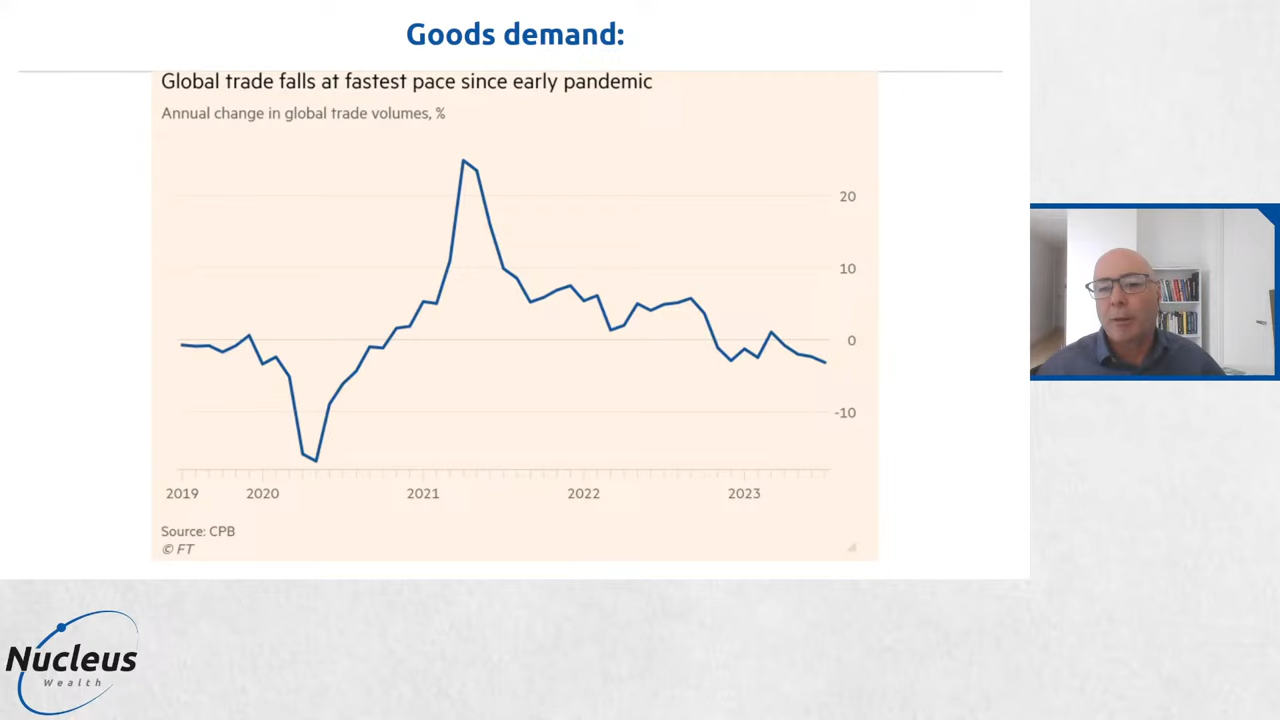 Goods demand:
Global trade falls at fastest pace since early pandemic
Annual change in global trade volumes, %
20
10
0
-10
2019 2020 2021 2022 2023
Source: CPB
© FT
Nucleus
Wealth